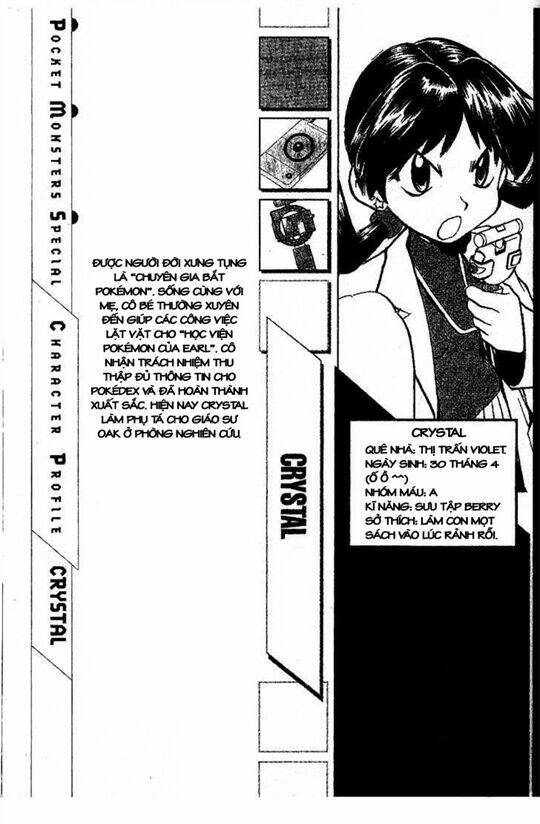 POCKET MONSTERS SPECIAL
CHARACTER PROFILE
CRYSTAL
ĐƯỢC NGƯỜI ĐỜI XƯNG TỤNG
LÀ "CHUYÊN GIA BẮT
POKÉMON". SỐNG CÙNG VỚI
MẸ, CÔ BÉ THƯỜNG XUYÊN
ĐẾN GIÚP CÁC CÔNG VIỆC
LẶT VẶT CHO "HỌC VIỆN
POKÉMON CỦA EARL". CÔ
NHẬN TRÁCH NHIỆM THU
THẬP ĐỦ THÔNG TIN CHO
POKÉDEX VÀ ĐÃ HOÀN THÀNH
XUẤT SẮC. HIỆN NAY CRYSTAL
LÀM PHỤ TÁ CHO GIÁO SƯ
OAK Ở PHÒNG NGHIÊN CỨU.
CRYSTAL
CRYSTAL
QUÊ NHÀ: THỊ TRẤN VIOLET.
NGÀY SINH: 30 THÁNG 4
(Ố Ồ ^^)
NHÓM MÁU: A
KĨ NĂNG: SƯU TẬP BERRY
SỞ THÍCH: LÀM CON MỌT
SÁCH VÀO LÚC RẢNH RỖI.